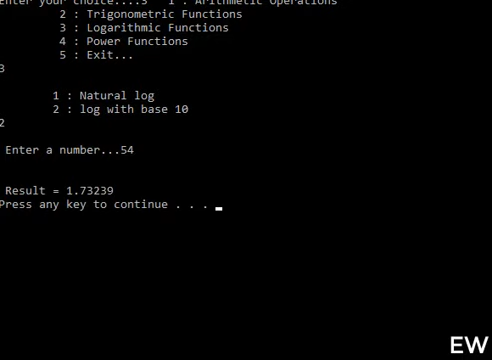 Enter your choice....3   1 : Arithmetic Operations
2 : Trigonometric Functions
3 : Logarithmic Functions
4 : Power Functions
5 : Exit...
3
1 : Natural log
2 : log with base 10
2
Enter a number...54
Result = 1.73239
Press any key to continue . . .
EW